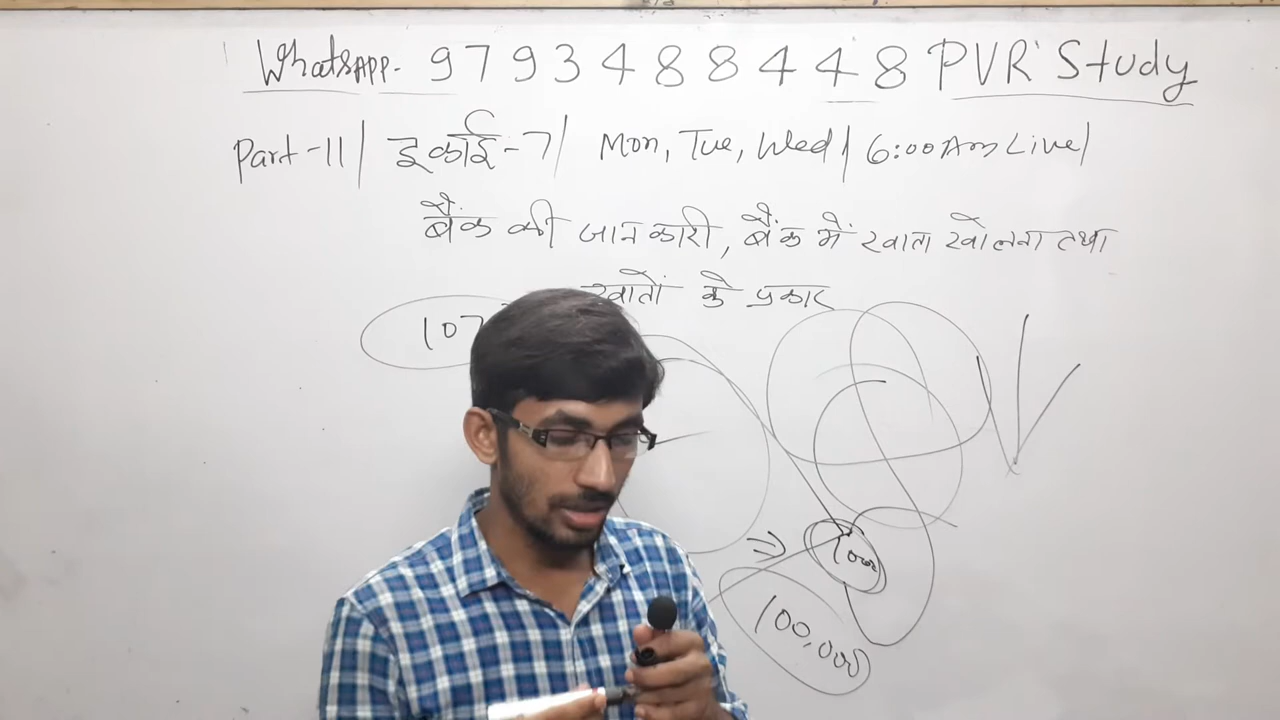 WhatsAPP- 9793488448 PVR Study
Part-11/ इकाई-7/ Mon, Tue, Wed/ 6:00 Am Live/
बैंक की जानकारी, बैंक में खाता खोलना तथा
खातों के प्रकार
107
100,000